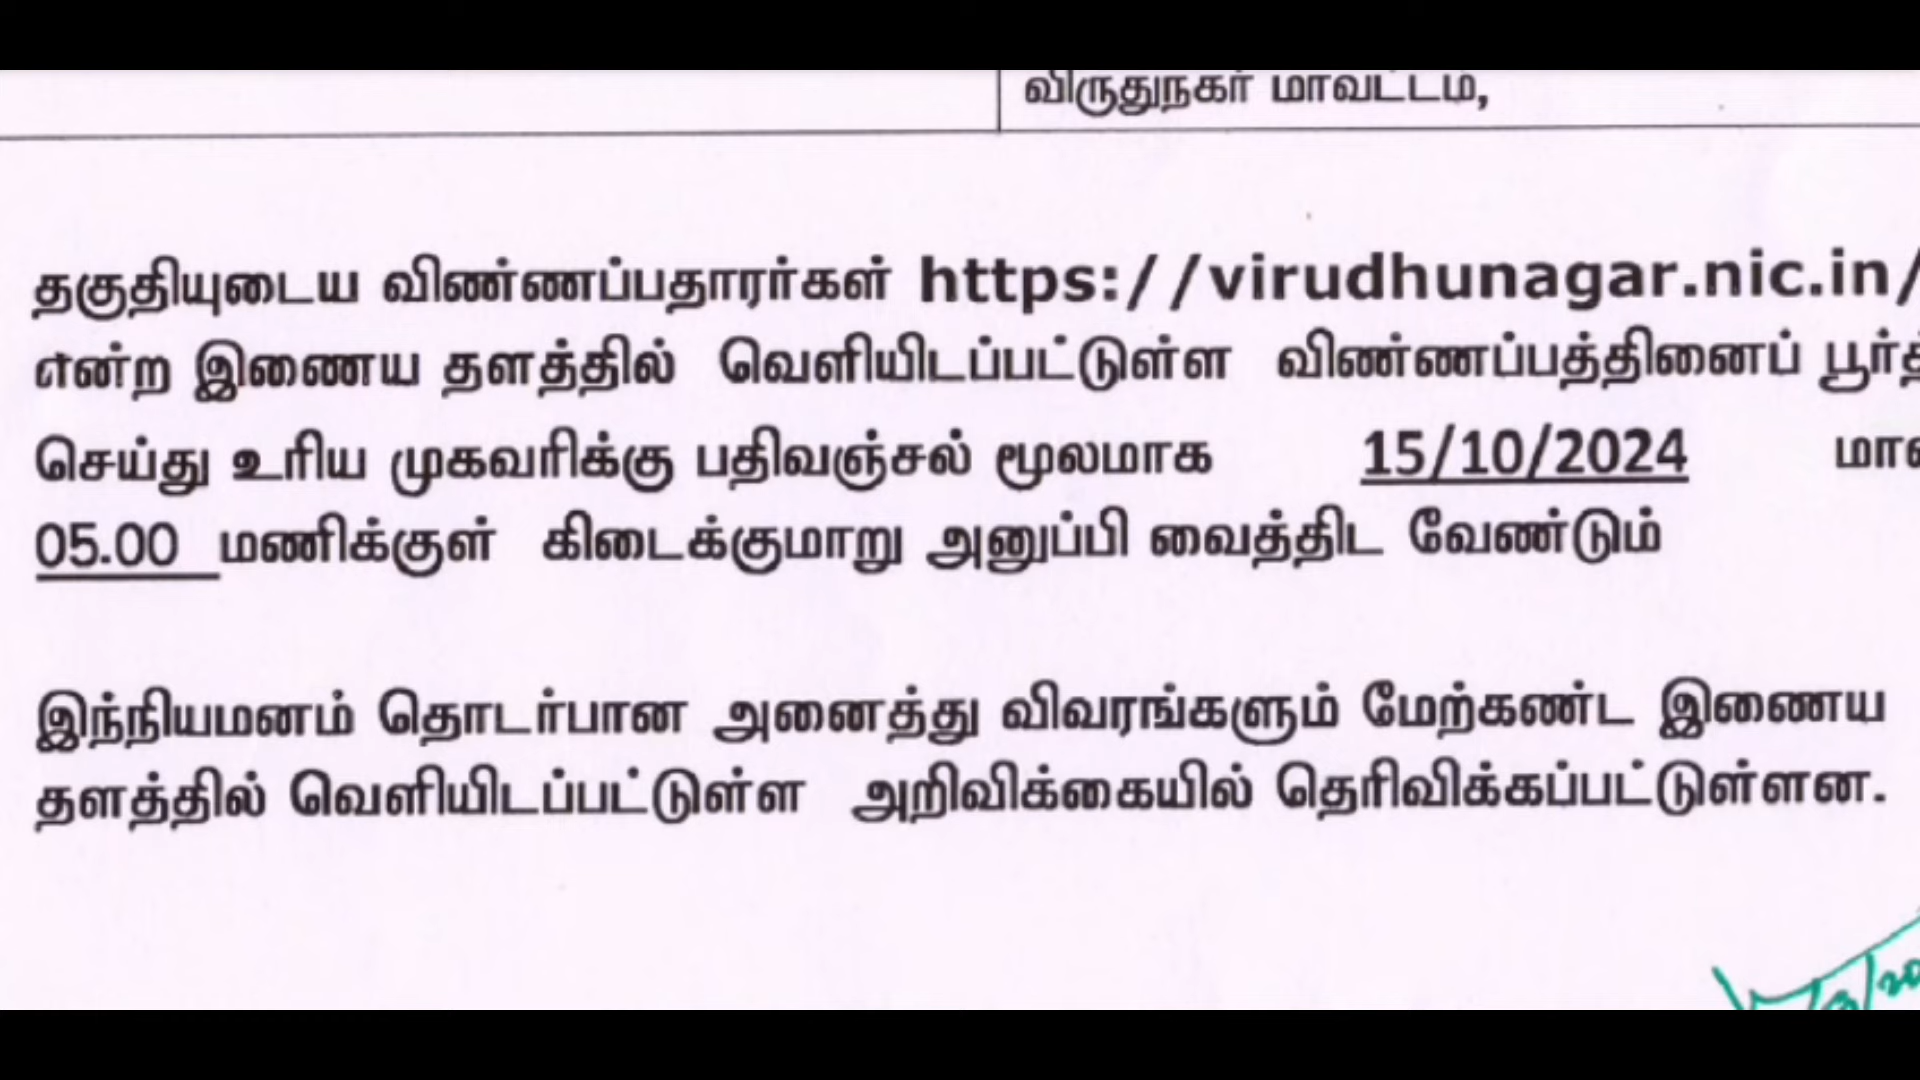 விருதுநகர் மாவட்டம்,
தகுதியுடைய விண்ணப்பதாரர்கள் https://virudhunagar.nic.in/
என்ற இணைய தளத்தில் வெளியிடப்பட்டுள்ள விண்ணப்பத்தினைப்
செய்து உரிய முகவரிக்கு பதிவஞ்சல் மூலமாக 15/10/2024
05.00 மணிக்குள் கிடைக்குமாறு அனுப்பி வைத்திட வேண்டும்
இந்நியமனம் தொடர்பான அனைத்து விவரங்களும் மேற்கண்ட இணைய
தளத்தில் வெளியிடப்பட்டுள்ள அறிவிக்கையில் தெரிவிக்கப்பட்டுள்ளன.